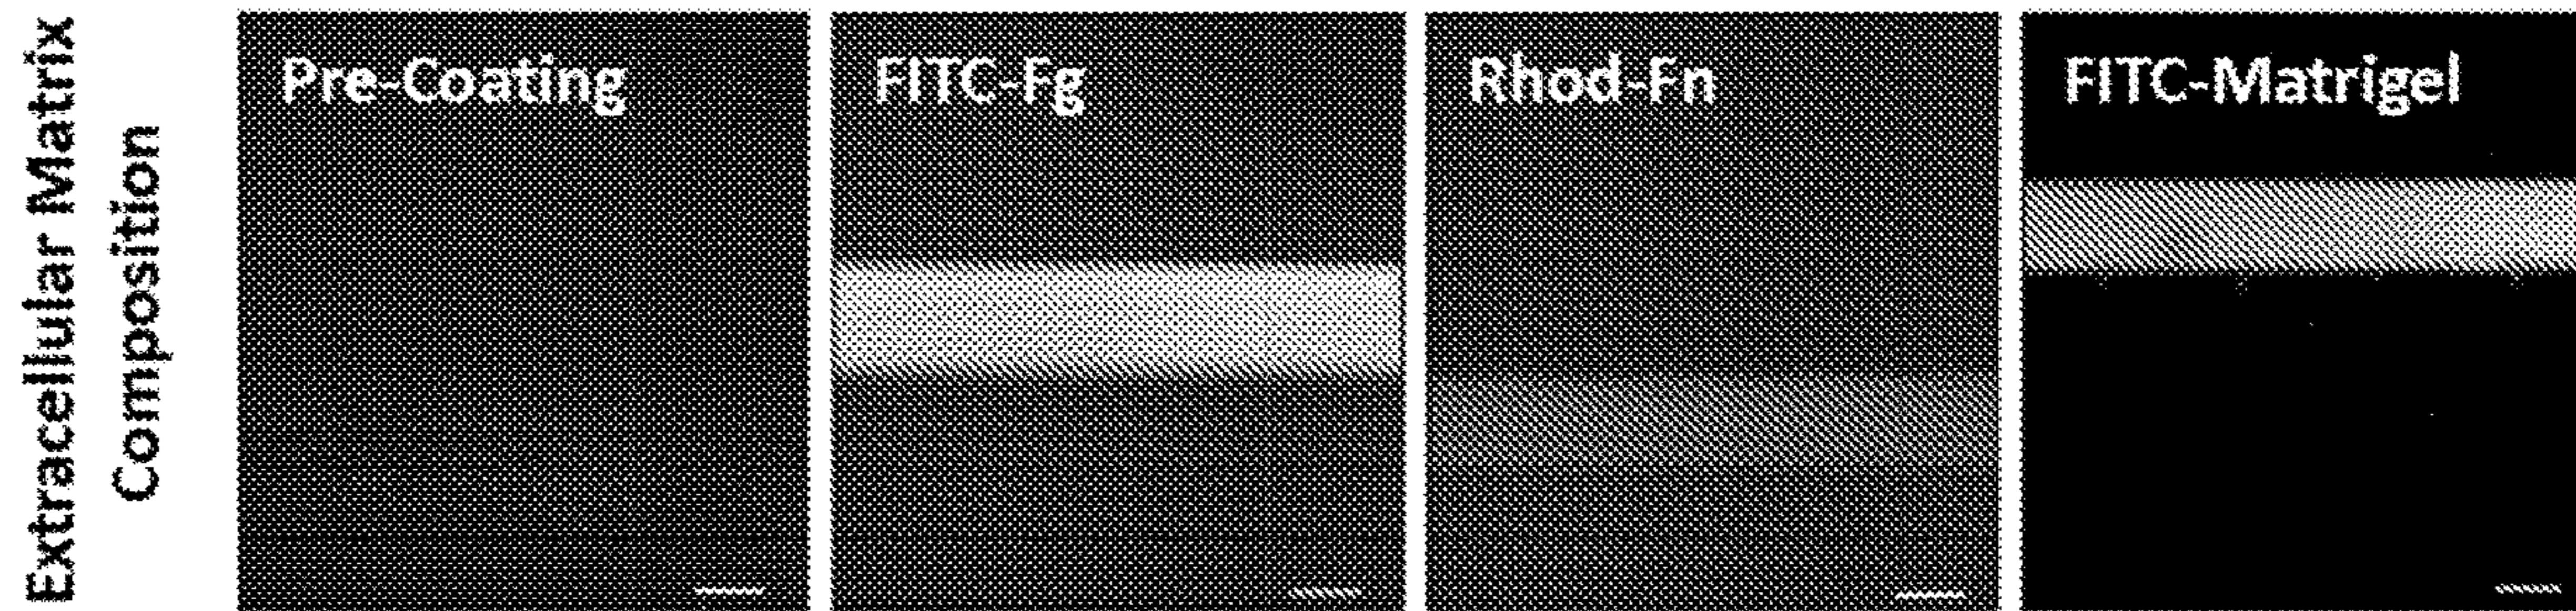 Extracellular Matrix
Composition
Pre-Coating
FITC-Fg
Rhod-Fn
FITC-Matrigel